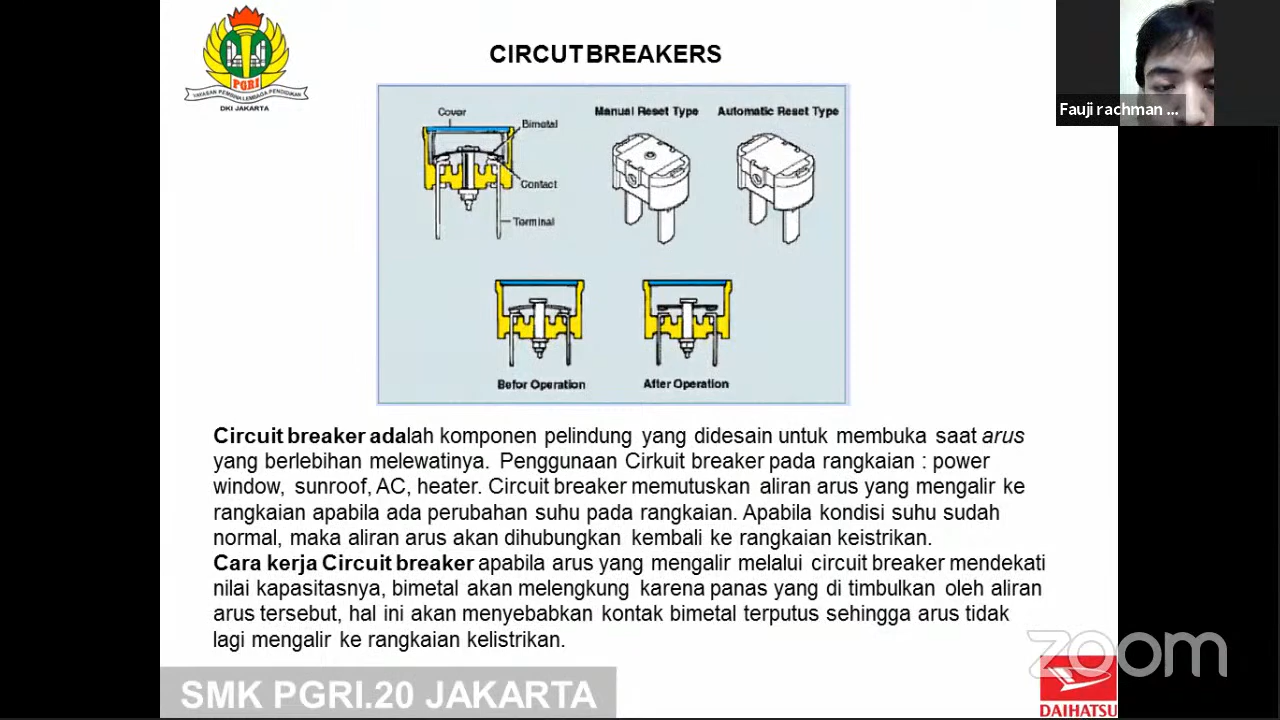 CIRCUTBREAKERS
Fauji rachman ...
PGRI
YAYASAN PEMBINA LEMBAGA PENDIDIKAN
DKI JAKARTA
Cover
Bimetal
Contact
Terminal
Manual Reset Type
Automatic Reset Type
Befor Operation
After Operation
Circuit breaker adalah komponen pelindung yang didesain untuk membuka saat arus
yang berlebihan melewatinya. Penggunaan Cirkuit breaker pada rangkaian : power
window, sunroof, AC, heater. Circuit breaker memutuskan aliran arus yang mengalir ke
rangkaian apabila ada perubahan suhu pada rangkaian. Apabila kondisi suhu sudah
normal, maka aliran arus akan dihubungkan kembali ke rangkaian keistrikan.
Cara kerja Circuit breaker apabila arus yang mengalir melalui circuit breaker mendekati
nilai kapasitasnya, bimetal akan melengkung karena panas yang di timbulkan oleh aliran
arus tersebut, hal ini akan menyebabkan kontak bimetal terputus sehingga arus tidak
lagi mengalir ke rangkaian kelistrikan.
zoom
SMK PGRI.20 JAKARTA
DAIHATSU